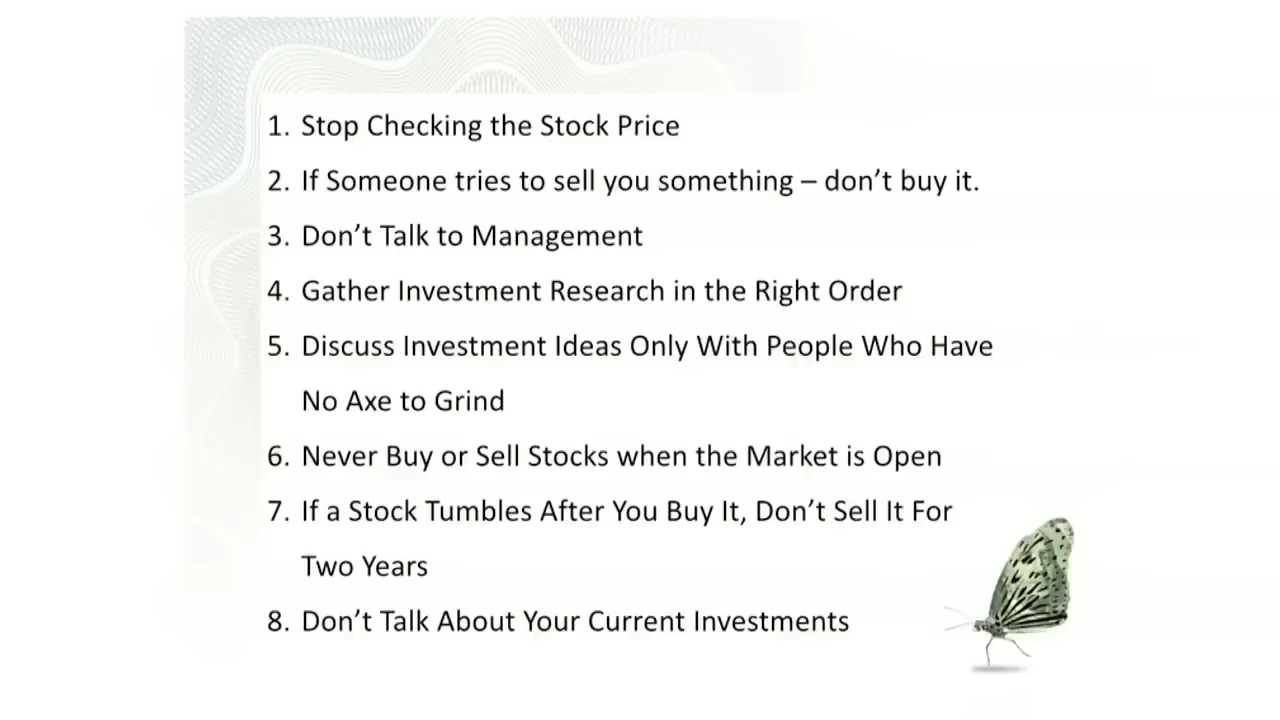 1. Stop Checking the Stock Price
2. If Someone tries to sell you something – don’t buy it.
3. Don’t Talk to Management
4. Gather Investment Research in the Right Order
5. Discuss Investment Ideas Only With People Who Have
No Axe to Grind
6. Never Buy or Sell Stocks when the Market is Open
7. If a Stock Tumbles After You Buy It, Don’t Sell It For
Two Years
8. Don’t Talk About Your Current Investments